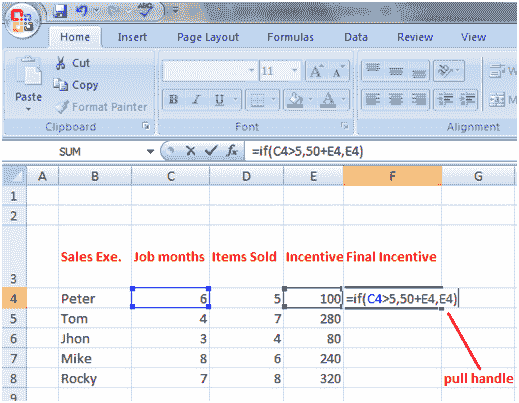 Home Insert Page Layout Formulas Data Review View
Cut
Copy
Format Painter
Paste
11 A A
B I U A
Clipboard Font Alignment
SUM =if(C4>5,50+E4,E4)
A B C D E F G
1
2
3 Sales Exe. Job months Items Sold Incentive Final Incentive
4 Peter 6 5 100 =if(C4>5,50+E4,E4)
5 Tom 4 7 280
6 Jhon 3 4 80
7 Mike 8 6 240
8 Rocky 7 8 320
pull handle